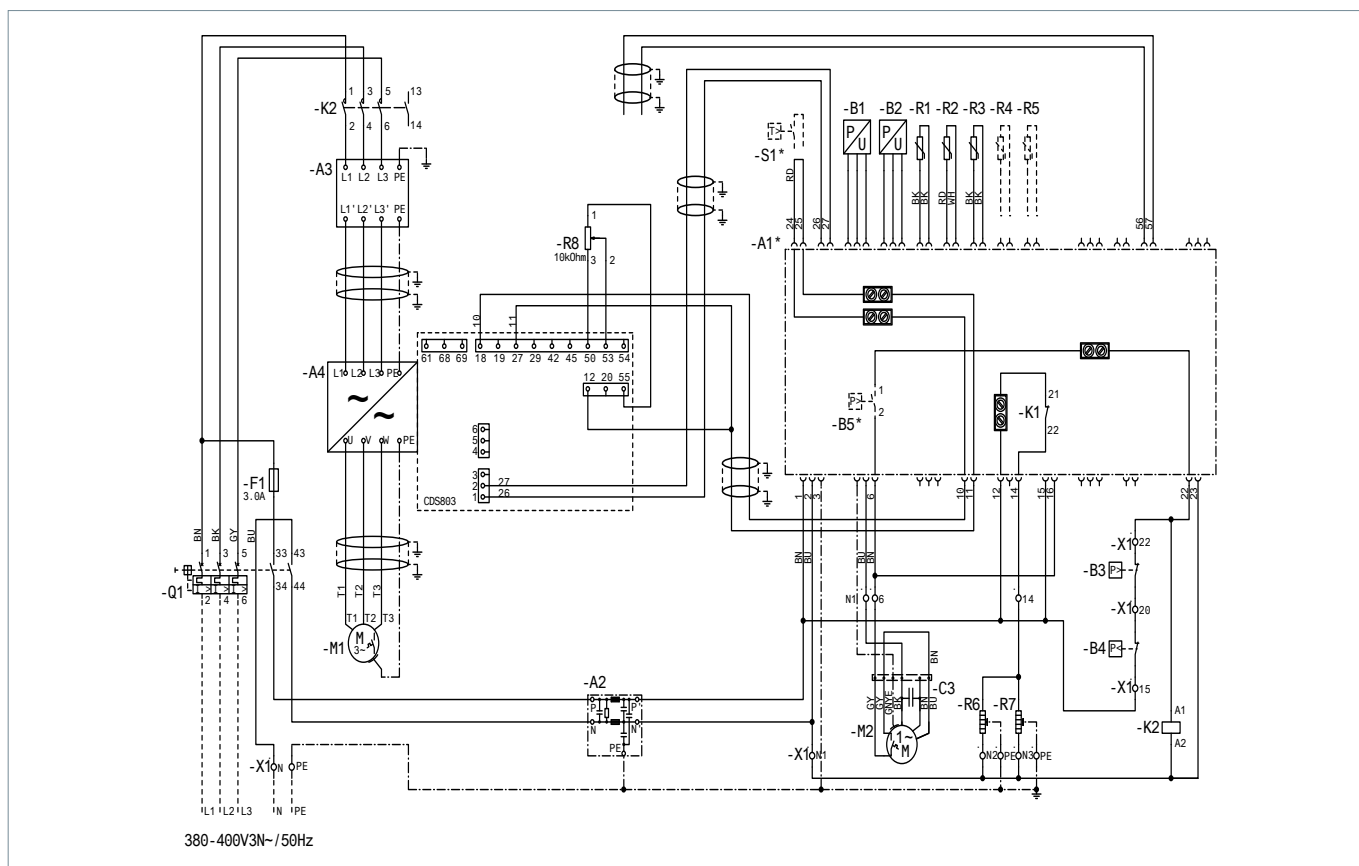 1 3 5 13
-K2
2 4 6 14
-A3
L1 L2 L3 PE
L1' L2' L3' PE
-A4
L1 L2 L3 PE
~
~
U V W PE
61 68 69
18 19 27 29 42 45 50 53 54
10 11
12 20 55
6
5
4
3
2
1
27
26
CDS803
1
-R8
10kOhm
3 2
T>
-S1*
RD
-B1
P
U
-B2
P
U
-R1
BK
BK
-R2
RD
WH
-R3
BK
BK
-R4
-R5
24 25 26 27
56 57
-A1*
1
P>
2
-B5*
21
-K1
22
1 2 3 6 10 11 12 14 15 16 22 23
-F1
3.0A
BN BK GY BU
1 3 5 33 43
I> I> I>
-Q1
2 4 6 34 44
T1 T2 T3
T1 T2 T3
-M1
M
3~
BN BU
BU BN
N1 6
14
-X1 22
-B3
P>
-X1 20
-B4
P<
-X1 15
-A2
P P'
N N'
PE
BN
-C3
GY GY GNYE BK BN BU
-M2
1~
M
-R6
-R7
-K2
A1
A2
-X1 N PE
-X1 N1
N2 PE N3 PE
L1 L2 L3 N PE
380-400V3N~/50Hz